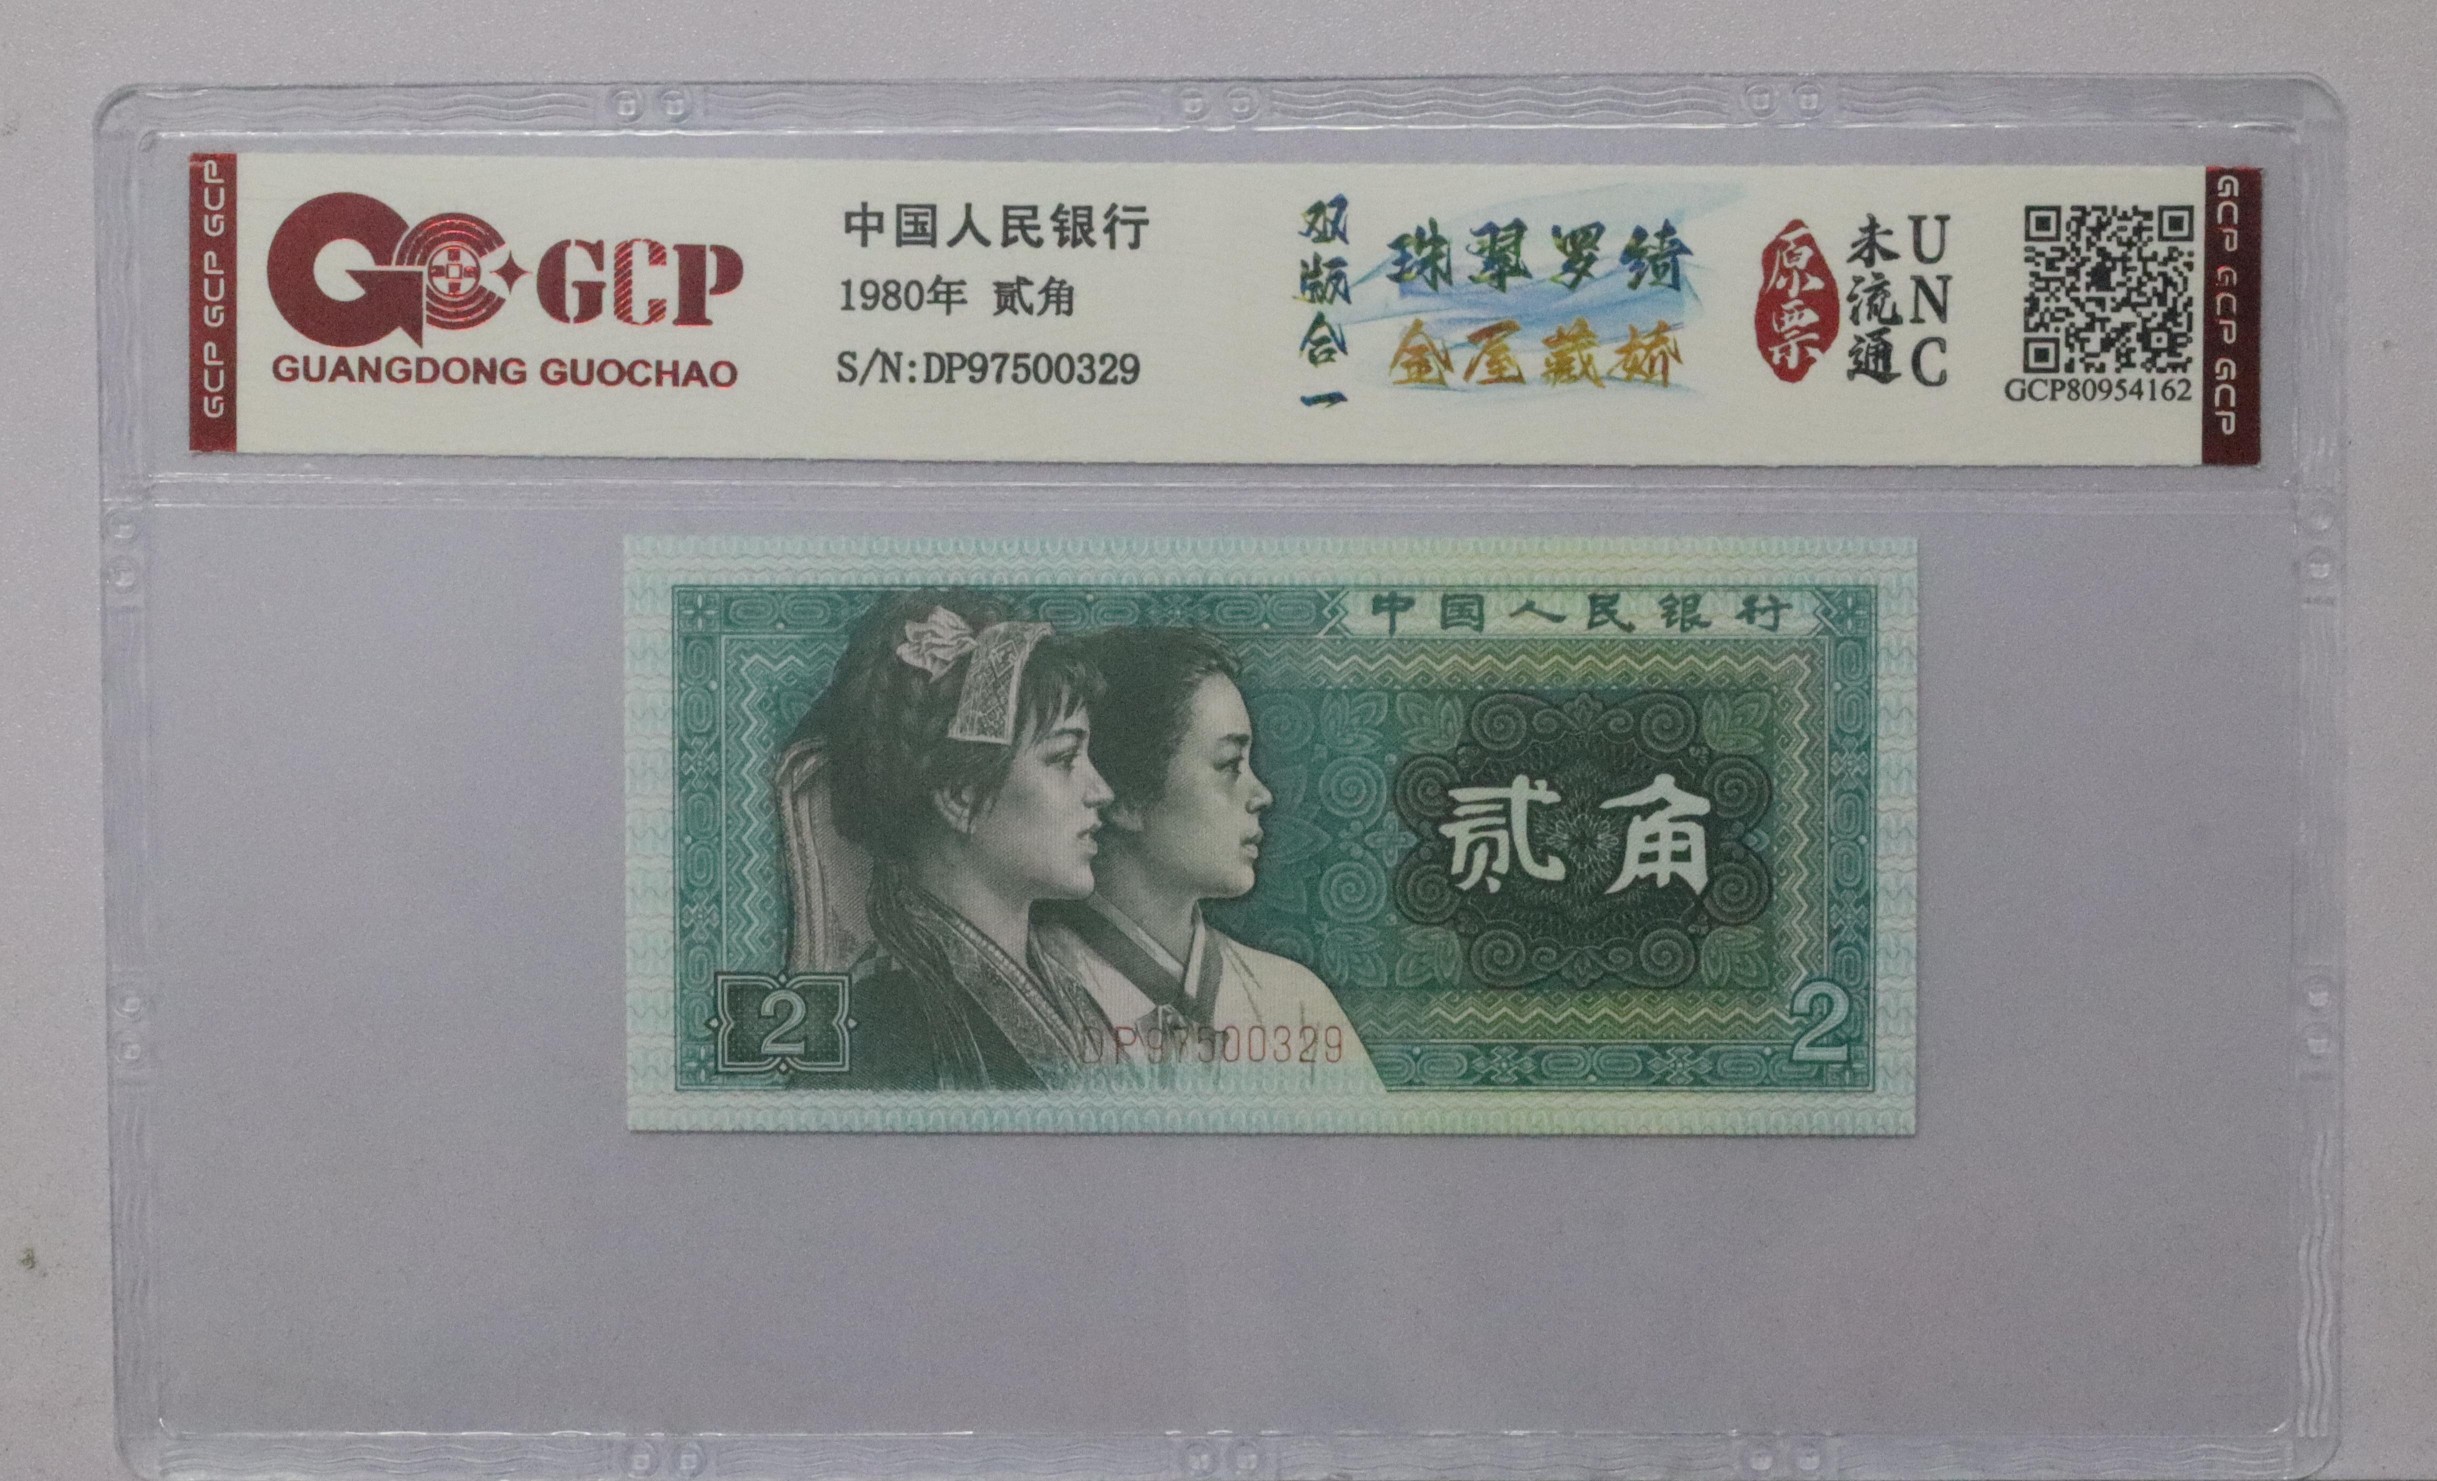 GCP GCP GCP
GCP
GUANGDONG GUOCHAO
中国人民银行
1980年 贰角
S/N:DP97500329
双版合一
珠翠罗绮
金屋藏娇
原票
未流通
UNC
GCP80954162
GCP GCP GCP
中国人民银行
贰角
2
DP97500329
2